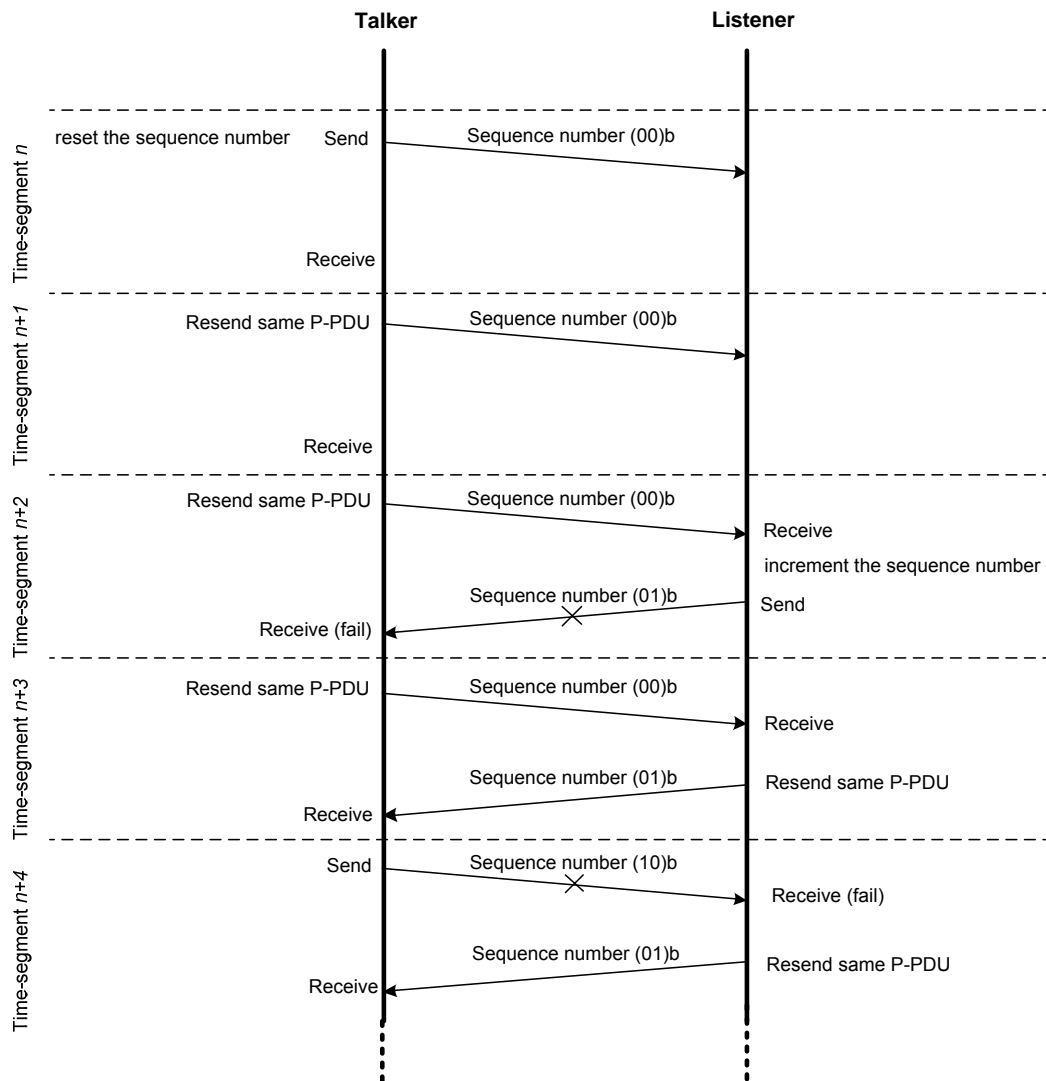 Talker
Listener
Time-segment n
reset the sequence number
Send
Sequence number (00)b
Receive
Time-segment n+1
Resend same P-PDU
Sequence number (00)b
Receive
Time-segment n+2
Resend same P-PDU
Sequence number (00)b
Receive
increment the sequence number
Sequence number (01)b
Send
Receive (fail)
Time-segment n+3
Resend same P-PDU
Sequence number (00)b
Receive
Sequence number (01)b
Resend same P-PDU
Receive
Time-segment n+4
Send
Sequence number (10)b
Receive (fail)
Sequence number (01)b
Resend same P-PDU
Receive